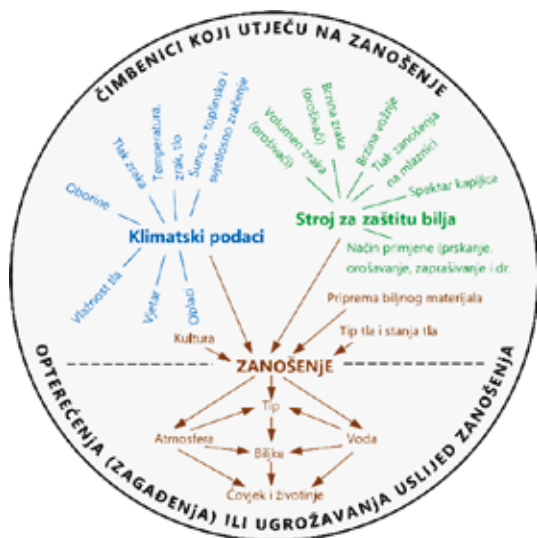 ČIMBENICI KOJI UTJEČU NA ZANOŠENJE
Oborine
Tlak zraka
Temperatura,
zrak, tlo
Sunce - toplinsko i
svjetlosno zračenje
Klimatski podaci
Vlažnost tla
Vjetar
Oblaci
Volumen zraka
(orošivači)
Brzina zraka
(orošivači)
Brzina vožnje
Tlak zanošenja
na mlaznici
Spektar kapljica
Stroj za zaštitu bilja
Način primjene (prskanje,
orošavanje, zaprašivanje i dr.
Priprema biljnog materijala
Tip tla i stanja tla
Kultura
ZANOŠENjE
Tip
Atmosfera
Biljke
Voda
Čovjek i životinje
OPTEREĆENjA (ZAGAĐENjA) ILI UGROŽAVANjA USLIJED ZANOŠENJA